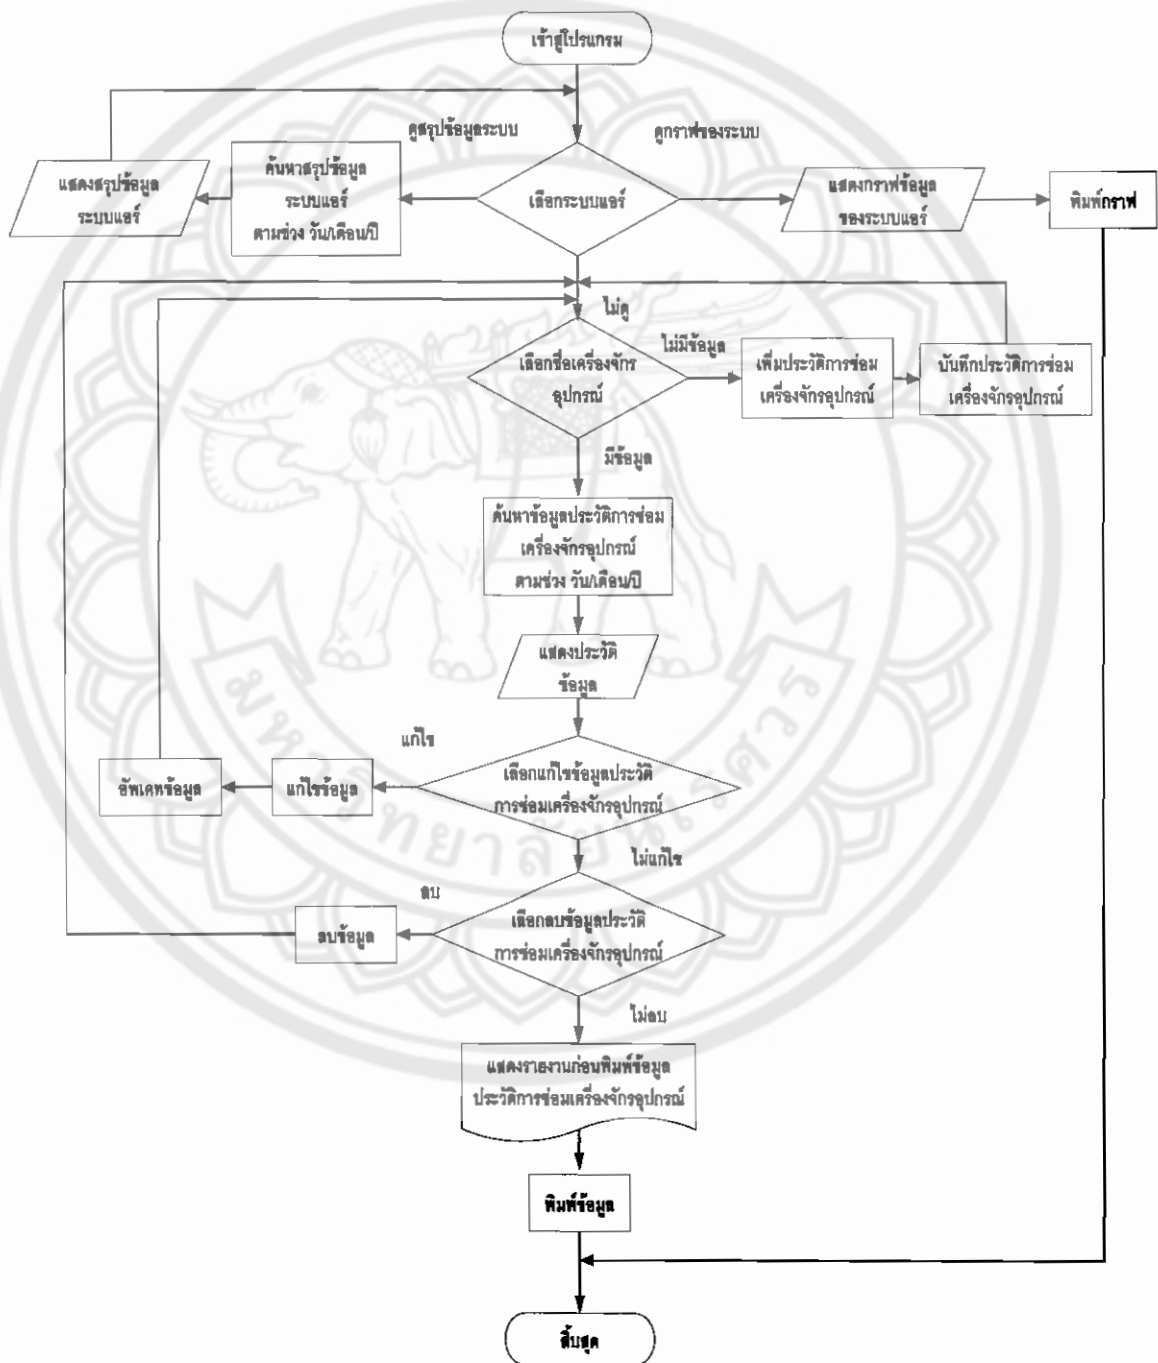 เข้าสู่โปรแกรม
ดูสรุปข้อมูลระบบ
ดูกราฟของระบบ
แสดงสรุปข้อมูล
ระบบแอร์
ค้นหาสรุปข้อมูล
ระบบแอร์
ตามช่วง วัน/เดือน/ปี
เลือกระบบแอร์
แสดงกราฟข้อมูล
ของระบบแอร์
พิมพ์กราฟ
ไม่ดู
เลือกชื่อเครื่องจักร
อุปกรณ์
ไม่มีข้อมูล
เพิ่มประวัติการซ่อม
เครื่องจักรอุปกรณ์
บันทึกประวัติการซ่อม
เครื่องจักรอุปกรณ์
มีข้อมูล
ค้นหาข้อมูลประวัติการซ่อม
เครื่องจักรอุปกรณ์
ตามช่วง วัน/เดือน/ปี
แสดงประวัติ
ข้อมูล
แก้ไข
เลือกแก้ไขข้อมูลประวัติ
การซ่อมเครื่องจักรอุปกรณ์
แก้ไขข้อมูล
อัพเดทข้อมูล
ไม่แก้ไข
ลบ
เลือกลบข้อมูลประวัติ
การซ่อมเครื่องจักรอุปกรณ์
ลบข้อมูล
ไม่ลบ
แสดงรายงานก่อนพิมพ์ข้อมูล
ประวัติการซ่อมเครื่องจักรอุปกรณ์
พิมพ์ข้อมูล
สิ้นสุด
มหาวิทยาลัยนเรศวร